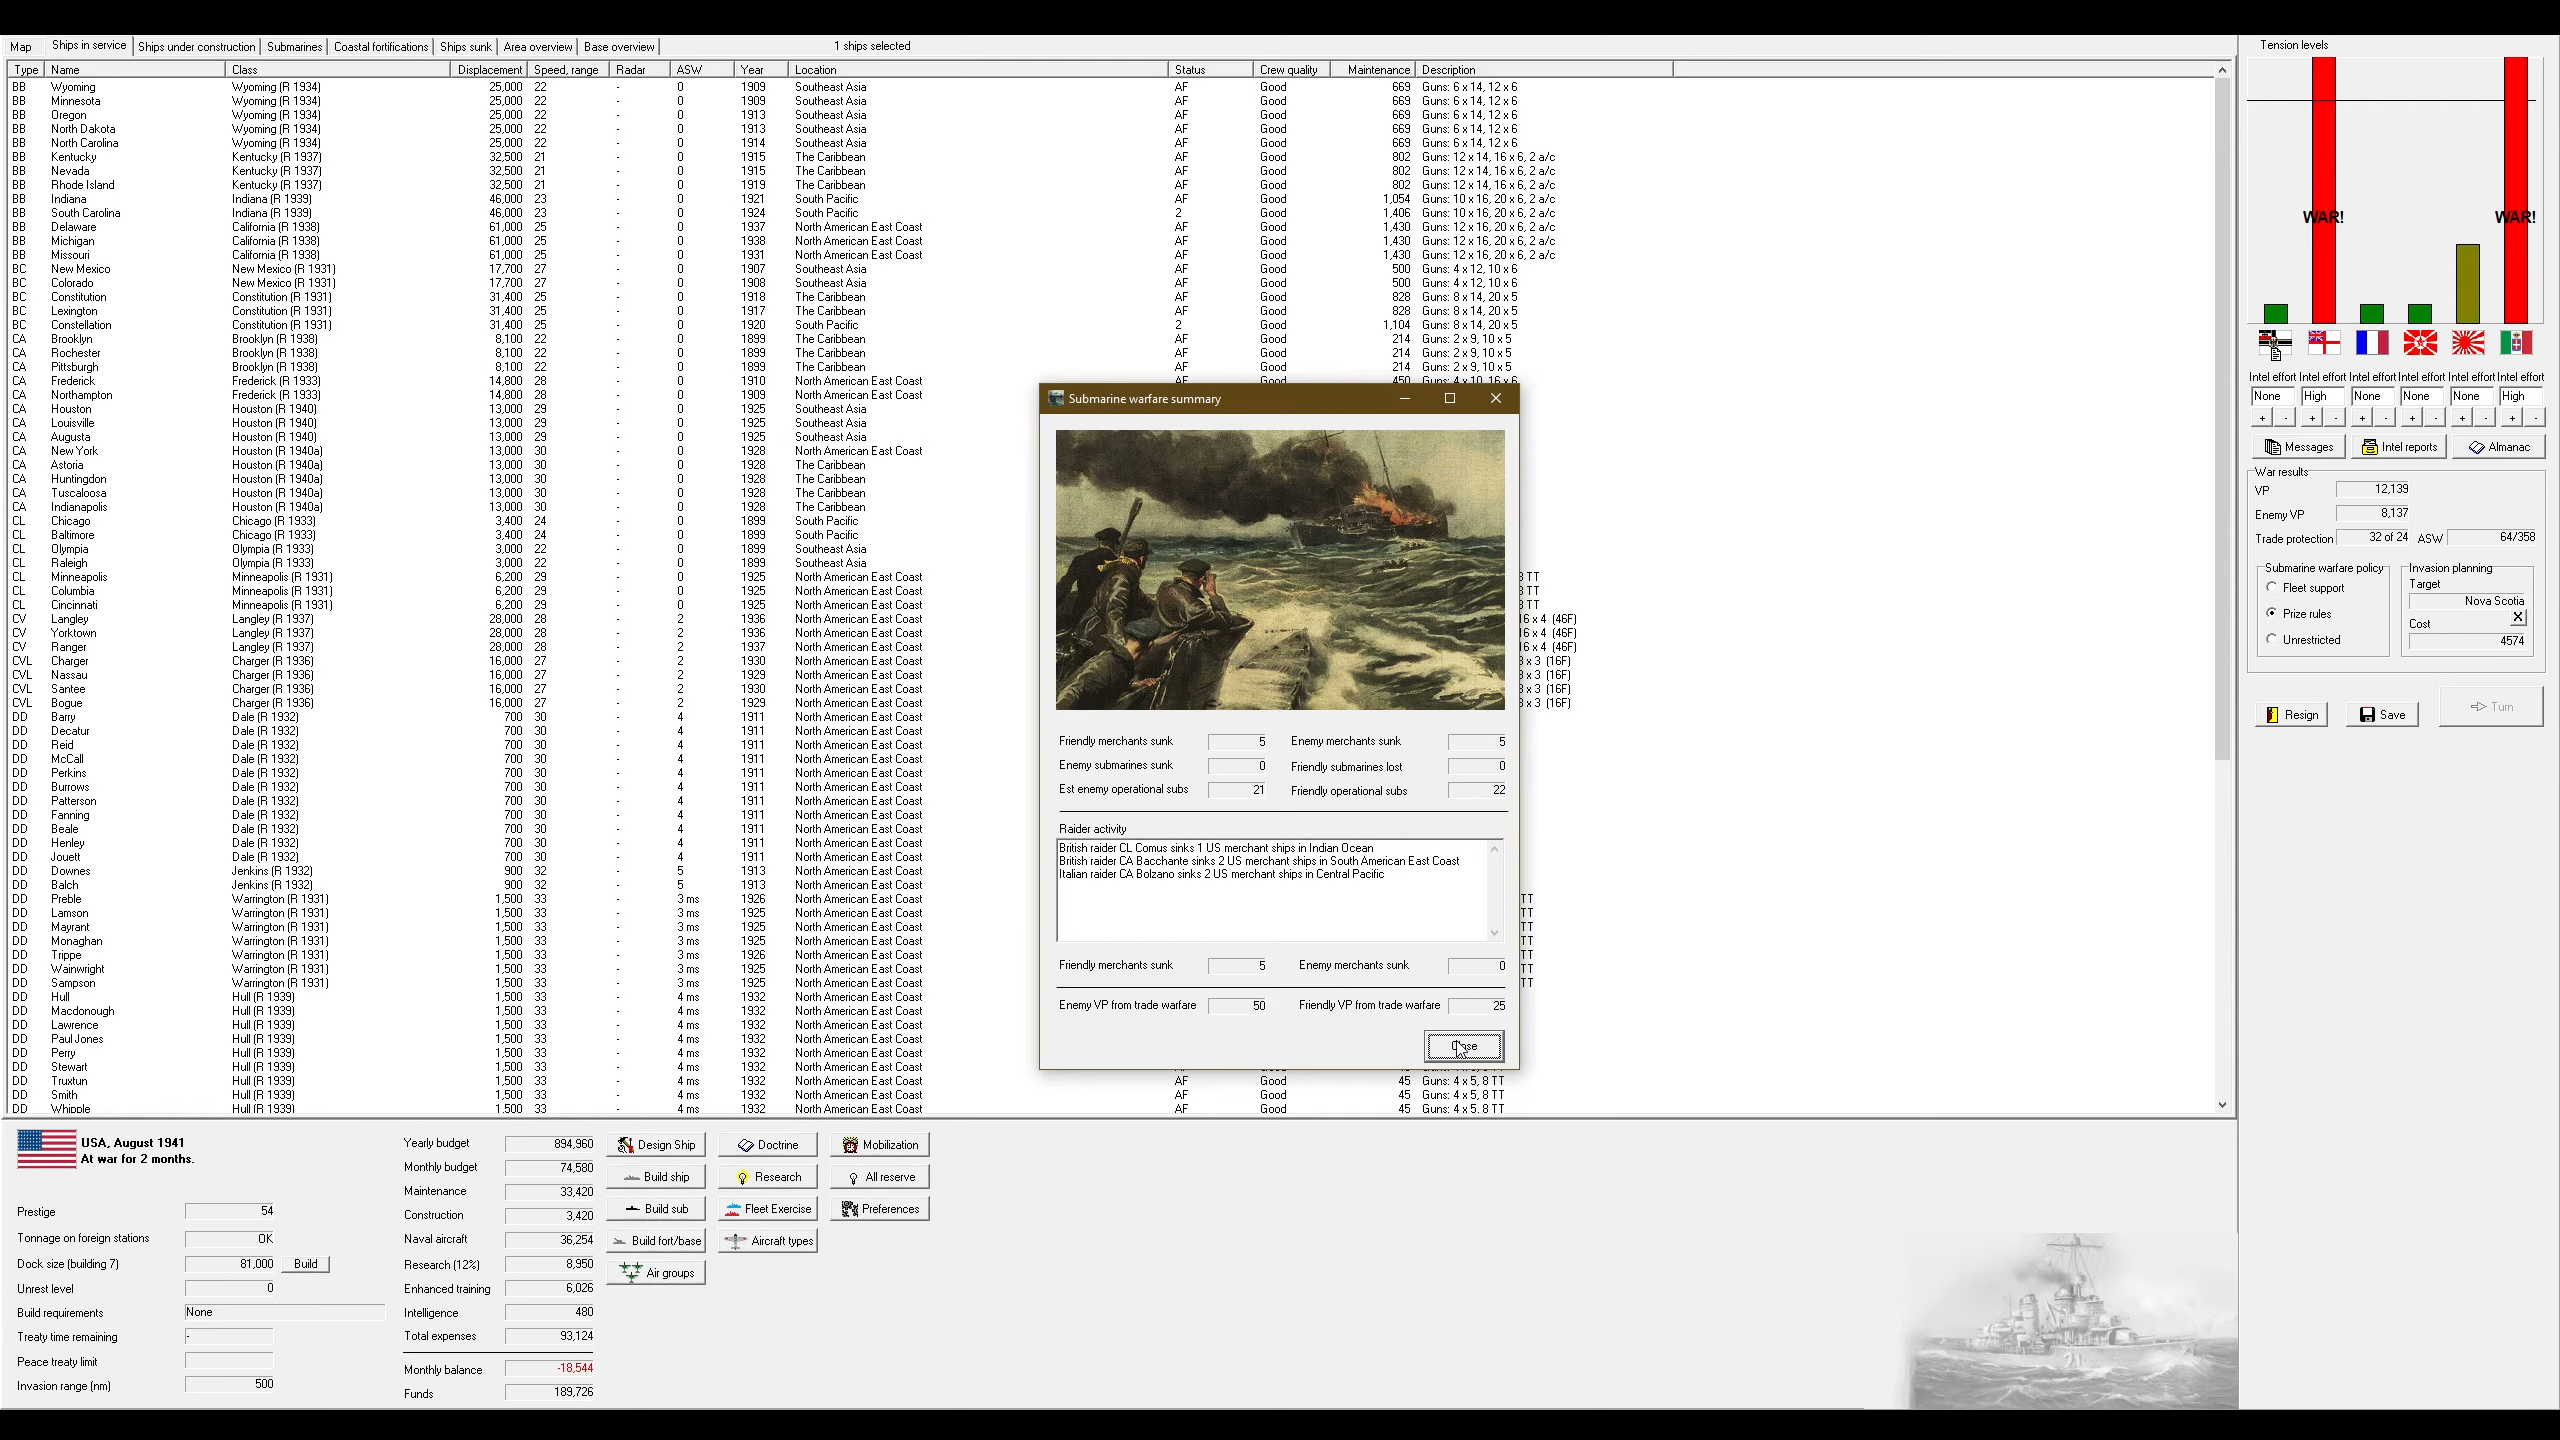 Map Ships in service Ships under construction Submarines Coastal fortifications Ships sunk Area overview Base overview 1 ships selected
Type Name Class Displacement Speed, range Radar ASW Year Location Status Crew quality Maintenance Description
BB Wyoming Wyoming (R 1934) 25,000 22 - 0 1909 Southeast Asia AF Good 669 Guns: 6 x 14, 12 x 6
BB Minnesota Wyoming (R 1934) 25,000 22 - 0 1909 Southeast Asia AF Good 669 Guns: 6 x 14, 12 x 6
BB Oregon Wyoming (R 1934) 25,000 22 - 0 1913 Southeast Asia AF Good 669 Guns: 6 x 14, 12 x 6
BB North Dakota Wyoming (R 1934) 25,000 22 - 0 1913 Southeast Asia AF Good 669 Guns: 6 x 14, 12 x 6
BB North Carolina Wyoming (R 1934) 25,000 22 - 0 1914 Southeast Asia AF Good 669 Guns: 6 x 14, 12 x 6
BB Kentucky Kentucky (R 1937) 32,500 21 - 0 1915 The Caribbean AF Good 802 Guns: 12 x 14, 16 x 6, 2 a/c
BB Nevada Kentucky (R 1937) 32,500 21 - 0 1915 The Caribbean AF Good 802 Guns: 12 x 14, 16 x 6, 2 a/c
BB Rhode Island Kentucky (R 1937) 32,500 21 - 0 1919 The Caribbean AF Good 802 Guns: 12 x 14, 16 x 6, 2 a/c
BB Indiana Indiana (R 1939) 46,000 23 - 0 1921 South Pacific AF Good 1,054 Guns: 10 x 16, 20 x 6, 2 a/c
BB South Carolina Indiana (R 1939) 46,000 23 - 0 1924 South Pacific 2 Good 1,406 Guns: 10 x 16, 20 x 6, 2 a/c
BB Delaware California (R 1938) 61,000 25 - 0 1937 North American East Coast AF Good 1,430 Guns: 12 x 16, 20 x 6, 2 a/c
BB Michigan California (R 1938) 61,000 25 - 0 1938 North American East Coast AF Good 1,430 Guns: 12 x 16, 20 x 6, 2 a/c
BB Missouri California (R 1938) 61,000 25 - 0 1931 North American East Coast AF Good 1,430 Guns: 12 x 16, 20 x 6, 2 a/c
BC New Mexico New Mexico (R 1931) 17,700 27 - 0 1907 Southeast Asia AF Good 500 Guns: 4 x 12, 10 x 6
BC Colorado New Mexico (R 1931) 17,700 27 - 0 1908 Southeast Asia AF Good 500 Guns: 4 x 12, 10 x 6
BC Constitution Constitution (R 1931) 31,400 25 - 0 1918 The Caribbean AF Good 828 Guns: 8 x 14, 20 x 5
BC Lexington Constitution (R 1931) 31,400 25 - 0 1917 The Caribbean AF Good 828 Guns: 8 x 14, 20 x 5
BC Constellation Constitution (R 1931) 31,400 25 - 0 1920 South Pacific 2 Good 1,104 Guns: 8 x 14, 20 x 5
CA Brooklyn Brooklyn (R 1938) 8,100 22 - 0 1899 The Caribbean AF Good 214 Guns: 2 x 9, 10 x 5
CA Rochester Brooklyn (R 1938) 8,100 22 - 0 1899 The Caribbean AF Good 214 Guns: 2 x 9, 10 x 5
CA Pittsburgh Brooklyn (R 1938) 8,100 22 - 0 1899 The Caribbean AF Good 214 Guns: 2 x 9, 10 x 5
CA Frederick Frederick (R 1933) 14,800 28 - 0 1910 North American East Coast AF Good 450 Guns: 4 x 10, 16 x 6
CA Northampton Frederick (R 1933) 14,800 28 - 0 1909 North American East Coast
CA Houston Houston (R 1940) 13,000 29 - 0 1925 Southeast Asia
CA Louisville Houston (R 1940) 13,000 29 - 0 1925 Southeast Asia
CA Augusta Houston (R 1940) 13,000 29 - 0 1925 Southeast Asia
CA New York Houston (R 1940a) 13,000 30 - 0 1928 North American East Coast
CA Astoria Houston (R 1940a) 13,000 30 - 0 1928 The Caribbean
CA Huntingdon Houston (R 1940a) 13,000 30 - 0 1928 The Caribbean
CA Tuscaloosa Houston (R 1940a) 13,000 30 - 0 1928 The Caribbean
CA Indianapolis Houston (R 1940a) 13,000 30 - 0 1928 The Caribbean
CL Chicago Chicago (R 1933) 3,400 24 - 0 1899 South Pacific
CL Baltimore Chicago (R 1933) 3,400 24 - 0 1899 South Pacific
CL Olympia Olympia (R 1933) 3,000 22 - 0 1899 Southeast Asia
CL Raleigh Olympia (R 1933) 3,000 22 - 0 1899 Southeast Asia
CL Minneapolis Minneapolis (R 1931) 6,200 29 - 0 1925 North American East Coast 3 TT
CL Columbia Minneapolis (R 1931) 6,200 29 - 0 1925 North American East Coast 3 TT
CL Cincinnati Minneapolis (R 1931) 6,200 29 - 0 1925 North American East Coast 3 TT
CV Langley Langley (R 1937) 28,000 28 - 2 1936 North American East Coast 16 x 4 (46F)
CV Yorktown Langley (R 1937) 28,000 28 - 2 1936 North American East Coast 16 x 4 (46F)
CV Ranger Langley (R 1937) 28,000 28 - 2 1937 North American East Coast 16 x 4 (46F)
CVL Charger Charger (R 1936) 16,000 27 - 2 1930 North American East Coast 3 x 3 (16F)
CVL Nassau Charger (R 1936) 16,000 27 - 2 1929 North American East Coast 3 x 3 (16F)
CVL Santee Charger (R 1936) 16,000 27 - 2 1930 North American East Coast 3 x 3 (16F)
CVL Bogue Charger (R 1936) 16,000 27 - 2 1929 North American East Coast 3 x 3 (16F)
DD Barry Dale (R 1932) 700 30 - 4 1911 North American East Coast
DD Decatur Dale (R 1932) 700 30 - 4 1911 North American East Coast
DD Reid Dale (R 1932) 700 30 - 4 1911 North American East Coast
DD McCall Dale (R 1932) 700 30 - 4 1911 North American East Coast
DD Perkins Dale (R 1932) 700 30 - 4 1911 North American East Coast
DD Burrows Dale (R 1932) 700 30 - 4 1911 North American East Coast
DD Patterson Dale (R 1932) 700 30 - 4 1911 North American East Coast
DD Fanning Dale (R 1932) 700 30 - 4 1911 North American East Coast
DD Beale Dale (R 1932) 700 30 - 4 1911 North American East Coast
DD Henley Dale (R 1932) 700 30 - 4 1911 North American East Coast
DD Jouett Dale (R 1932) 700 30 - 4 1911 North American East Coast
DD Downes Jenkins (R 1932) 900 32 - 5 1913 North American East Coast
DD Balch Jenkins (R 1932) 900 32 - 5 1913 North American East Coast
DD Preble Warrington (R 1931) 1,500 33 - 3 ms 1926 North American East Coast TT
DD Lamson Warrington (R 1931) 1,500 33 - 3 ms 1925 North American East Coast TT
DD Mayrant Warrington (R 1931) 1,500 33 - 3 ms 1925 North American East Coast TT
DD Monaghan Warrington (R 1931) 1,500 33 - 3 ms 1925 North American East Coast TT
DD Trippe Warrington (R 1931) 1,500 33 - 3 ms 1926 North American East Coast TT
DD Wainwright Warrington (R 1931) 1,500 33 - 3 ms 1925 North American East Coast TT
DD Sampson Warrington (R 1931) 1,500 33 - 3 ms 1925 North American East Coast TT
DD Hull Hull (R 1939) 1,500 33 - 4 ms 1932 North American East Coast
DD Macdonough Hull (R 1939) 1,500 33 - 4 ms 1932 North American East Coast
DD Lawrence Hull (R 1939) 1,500 33 - 4 ms 1932 North American East Coast
DD Paul Jones Hull (R 1939) 1,500 33 - 4 ms 1932 North American East Coast
DD Perry Hull (R 1939) 1,500 33 - 4 ms 1932 North American East Coast
DD Stewart Hull (R 1939) 1,500 33 - 4 ms 1932 North American East Coast
DD Truxtun Hull (R 1939) 1,500 33 - 4 ms 1932 North American East Coast AF Good 45 Guns: 4 x 5, 8 TT
DD Smith Hull (R 1939) 1,500 33 - 4 ms 1932 North American East Coast AF Good 45 Guns: 4 x 5, 8 TT
DD Whipple Hull (R 1939) 1,500 33 - 4 ms 1932 North American East Coast AF Good 45 Guns: 4 x 5, 8 TT
Submarine warfare summary
Friendly merchants sunk 5 Enemy merchants sunk 5
Enemy submarines sunk 0 Friendly submarines lost 0
Est enemy operational subs 21 Friendly operational subs 22
Raider activity
British raider CL Comus sinks 1 US merchant ships in Indian Ocean
British raider CA Bacchante sinks 2 US merchant ships in South American East Coast
Italian raider CA Bolzano sinks 2 US merchant ships in Central Pacific
Friendly merchants sunk 5 Enemy merchants sunk 0
Enemy VP from trade warfare 50 Friendly VP from trade warfare 25
Tension levels
WAR! WAR!
Intel effort Intel effort Intel effort Intel effort Intel effort Intel effort
None High None None None High
+ - + - + - + - + - + -
Messages Intel reports Almanac
War results
VP 12,139
Enemy VP 8,137
Trade protection 32 of 24 ASW 64/358
Submarine warfare policy Invasion planning
Fleet support Target
Nova Scotia
Prize rules X
Cost
Unrestricted 4574
Resign Save Turn
USA, August 1941
At war for 2 months.
Prestige 54
Tonnage on foreign stations OK
Dock size (building 7) 81,000 Build
Unrest level 0
Build requirements None
Treaty time remaining -
Peace treaty limit
Invasion range (nm) 500
Yearly budget 894,960
Monthly budget 74,580
Maintenance 33,420
Construction 3,420
Naval aircraft 36,254
Research (12%) 8,950
Enhanced training 6,026
Intelligence 480
Total expenses 93,124
Monthly balance -18,544
Funds 189,726
Design Ship Doctrine Mobilization
Build ship Research All reserve
Build sub Fleet Exercise Preferences
Build fort/base Aircraft types
Air groups